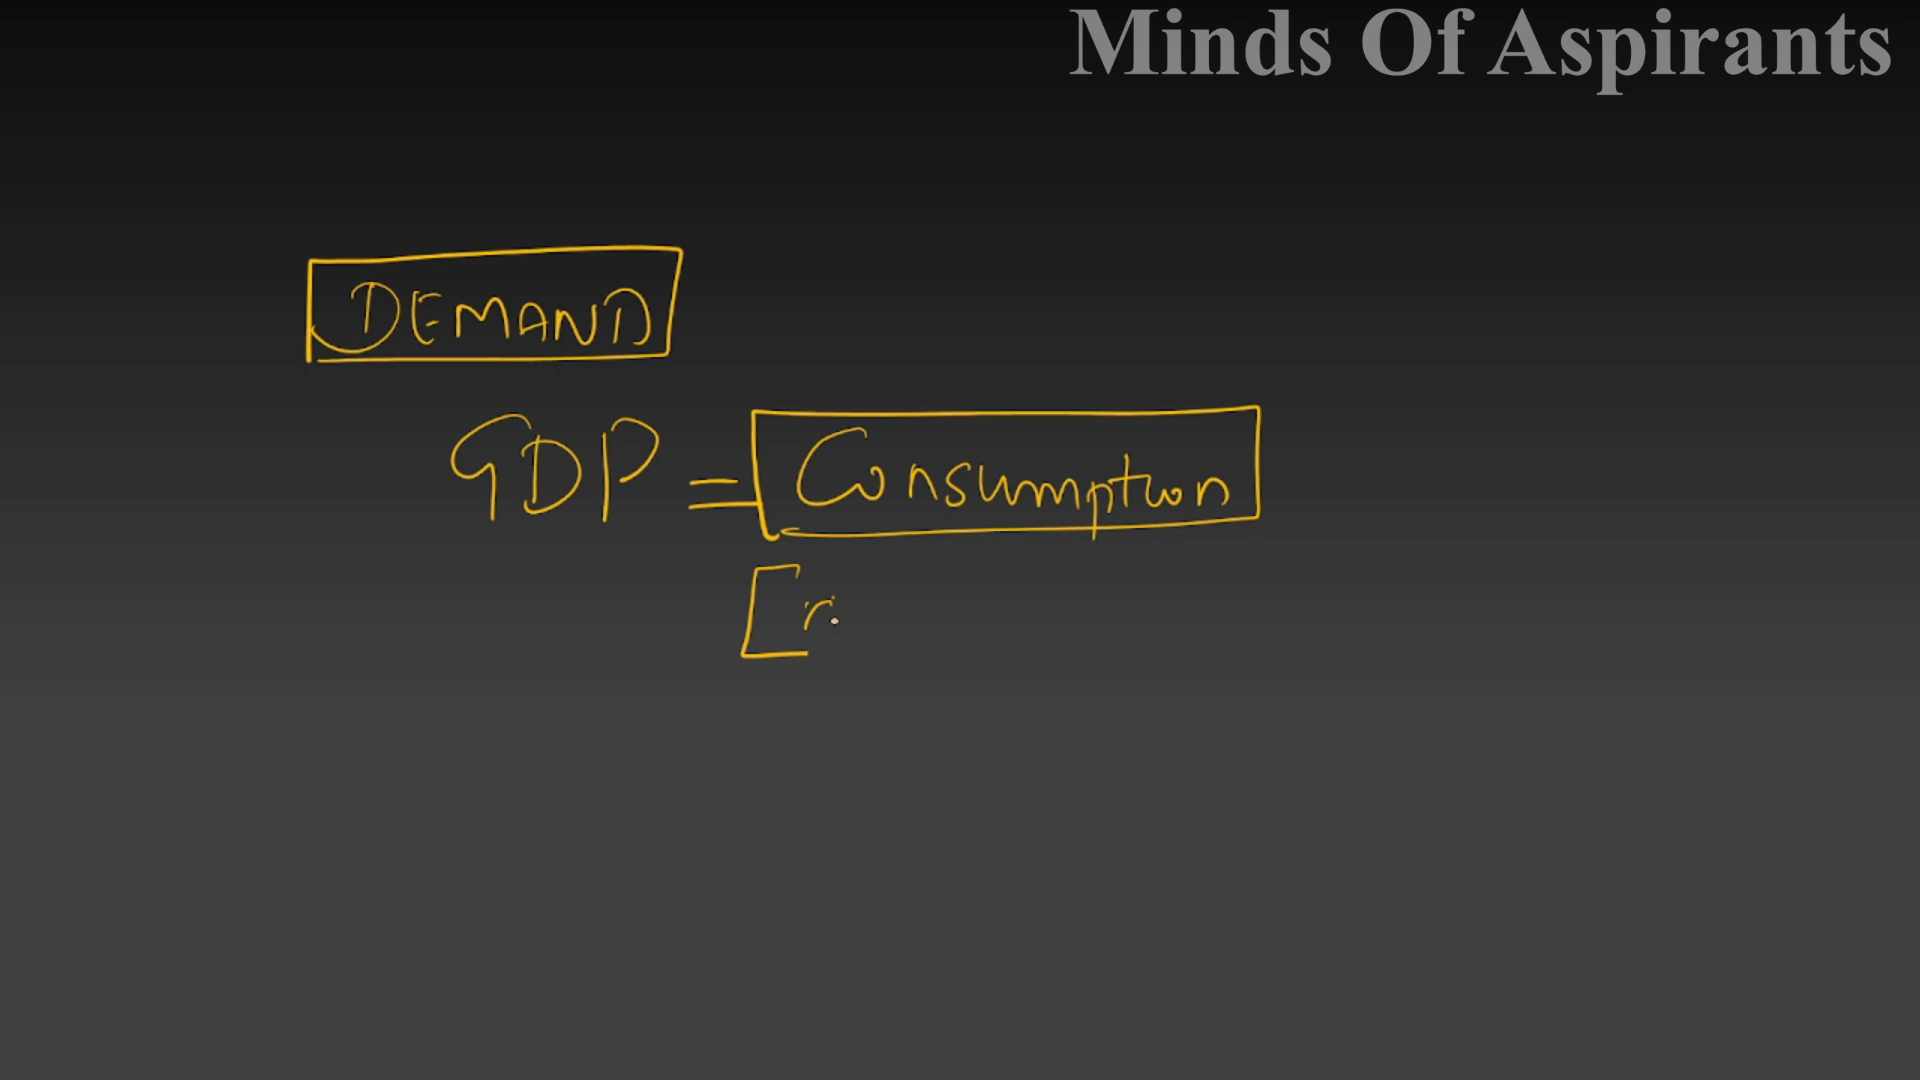 Minds Of Aspirants
DEMAND
GDP = Consumption
[r